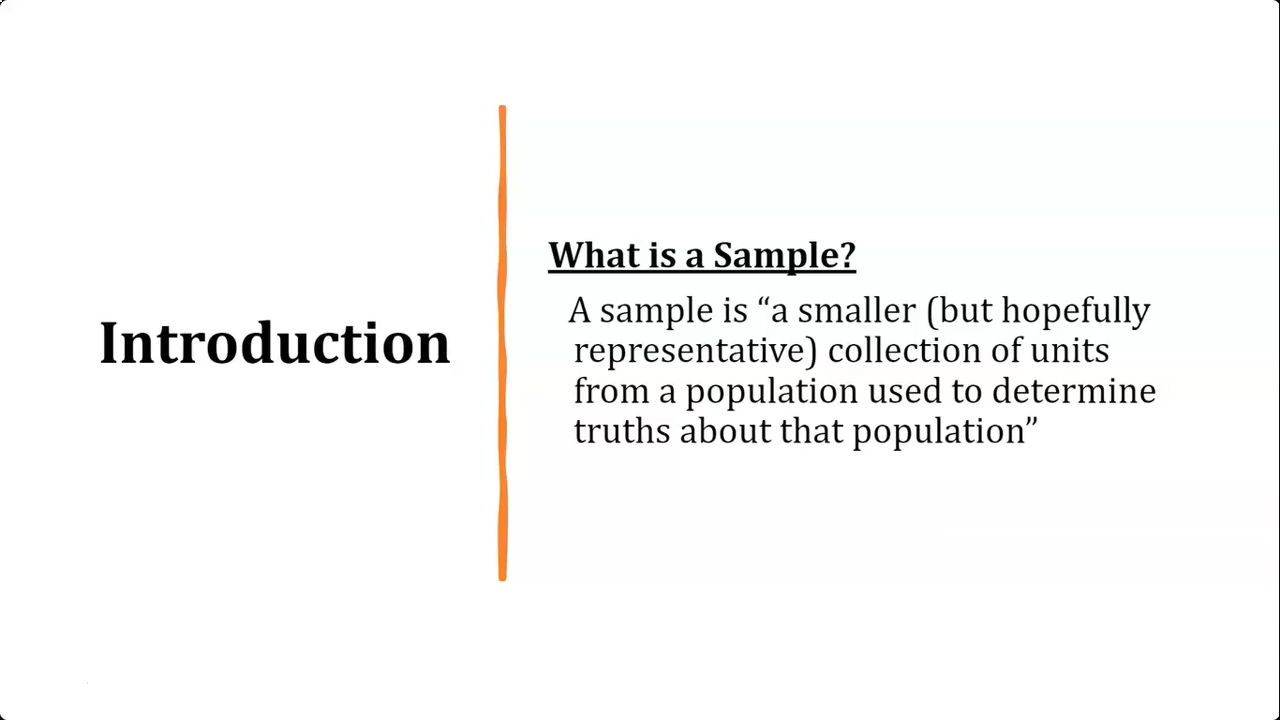 Introduction
What is a Sample?
A sample is “a smaller (but hopefully
representative) collection of units
from a population used to determine
truths about that population”